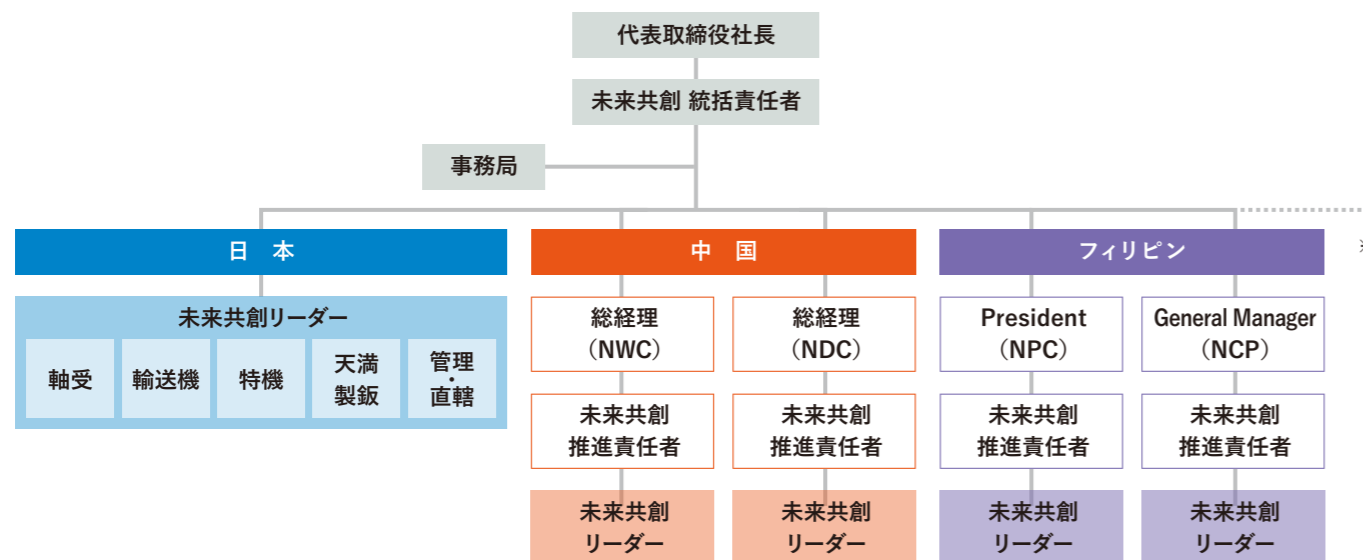 代表取締役社長
未来共創 統括責任者
事務局
日 本
中 国
フィリピン
※
未来共創リーダー
軸受
輸送機
特機
天満
製鈑
管理
・
直轄
総経理
（NWC）
総経理
（NDC）
President
（NPC）
General Manager
（NCP）
未来共創
推進責任者
未来共創
推進責任者
未来共創
推進責任者
未来共創
推進責任者
未来共創
リーダー
未来共創
リーダー
未来共創
リーダー
未来共創
リーダー